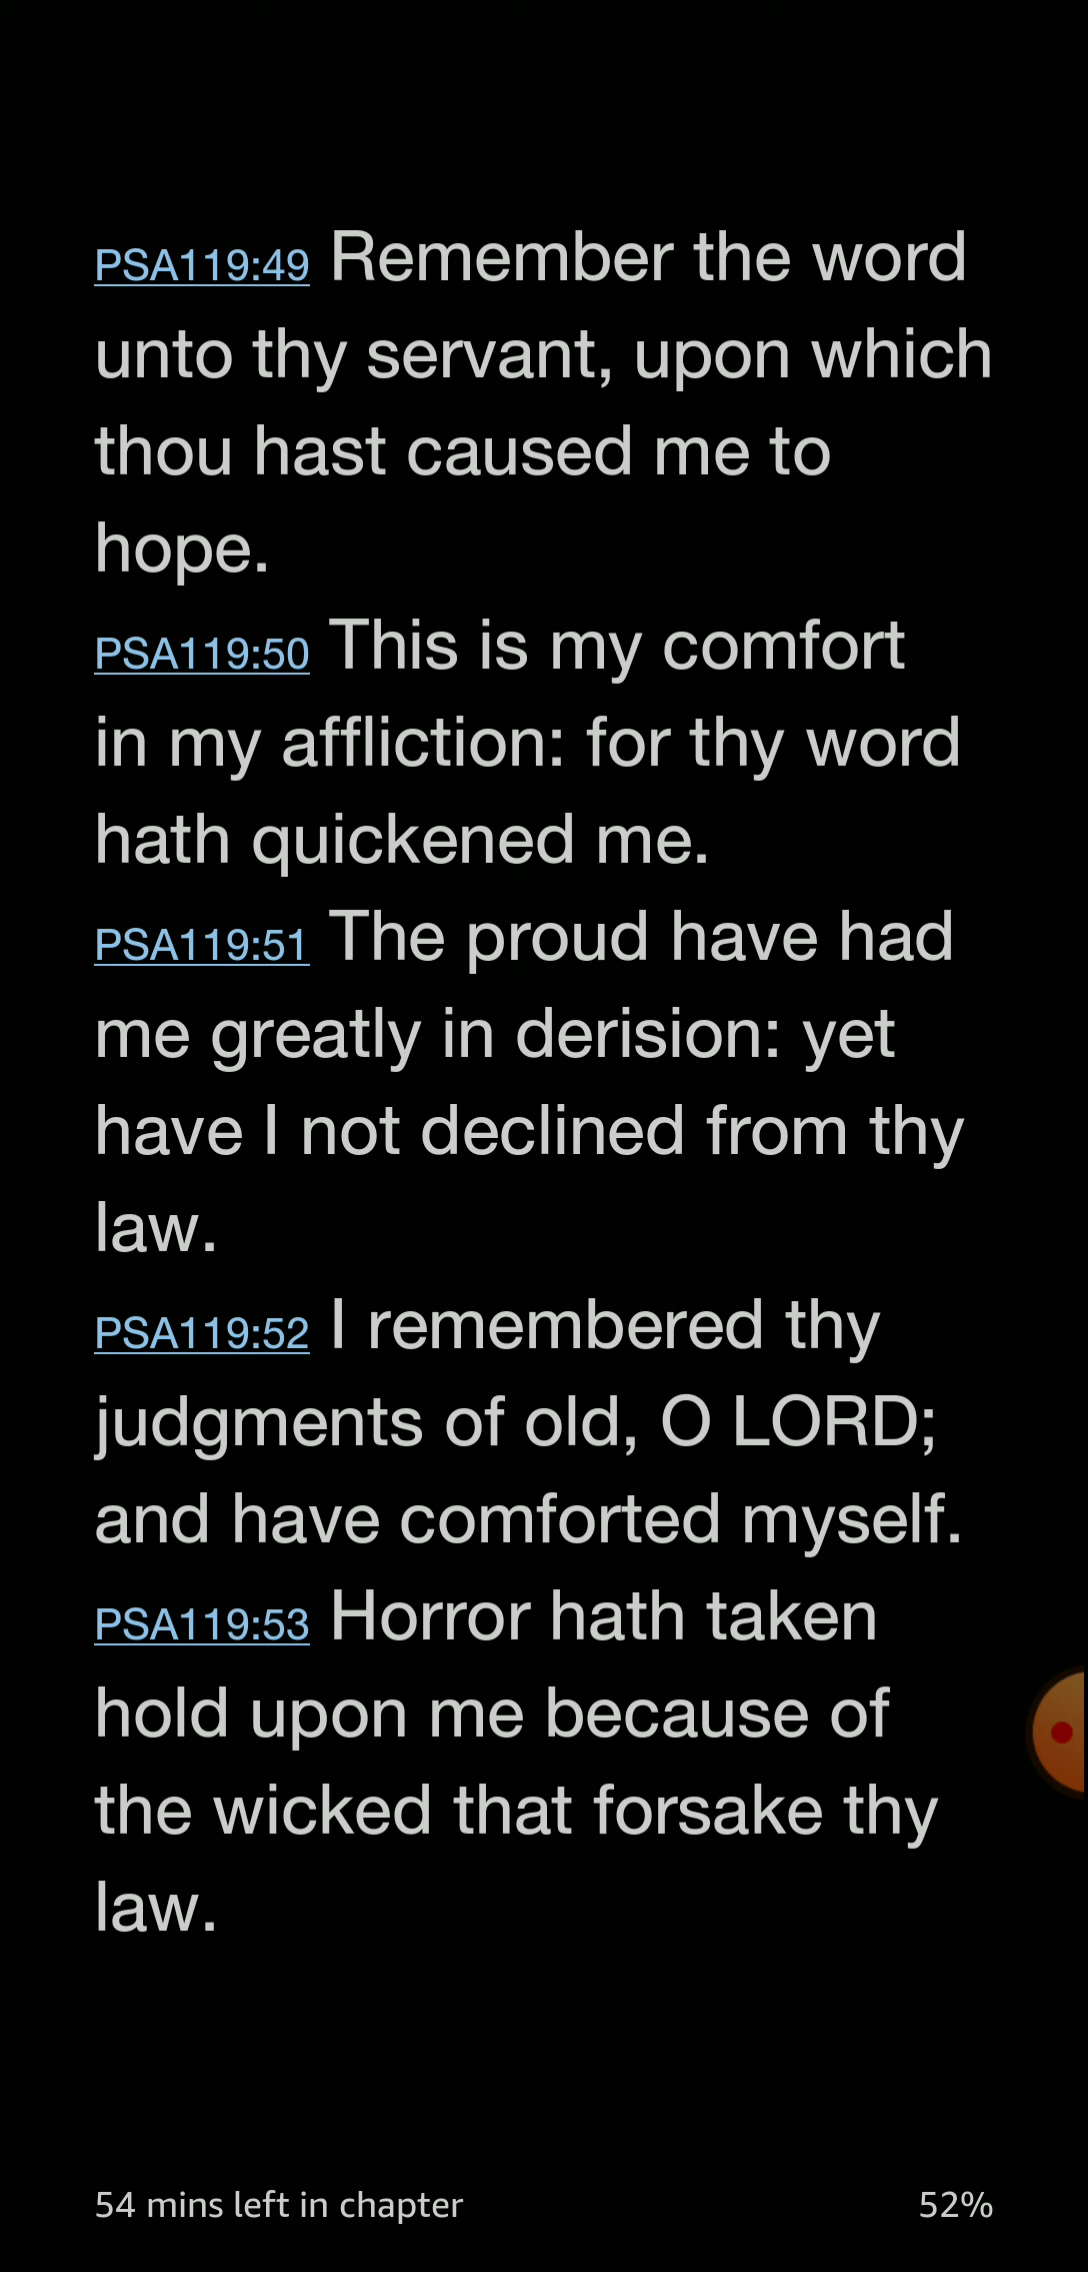 PSA119:49 Remember the word
unto thy servant, upon which
thou hast caused me to
hope.
PSA119:50 This is my comfort
in my affliction: for thy word
hath quickened me.
PSA119:51 The proud have had
me greatly in derision: yet
have I not declined from thy
law.
PSA119:52 I remembered thy
judgments of old, O LORD;
and have comforted myself.
PSA119:53 Horror hath taken
hold upon me because of
the wicked that forsake thy
law.
54 mins left in chapter 52%